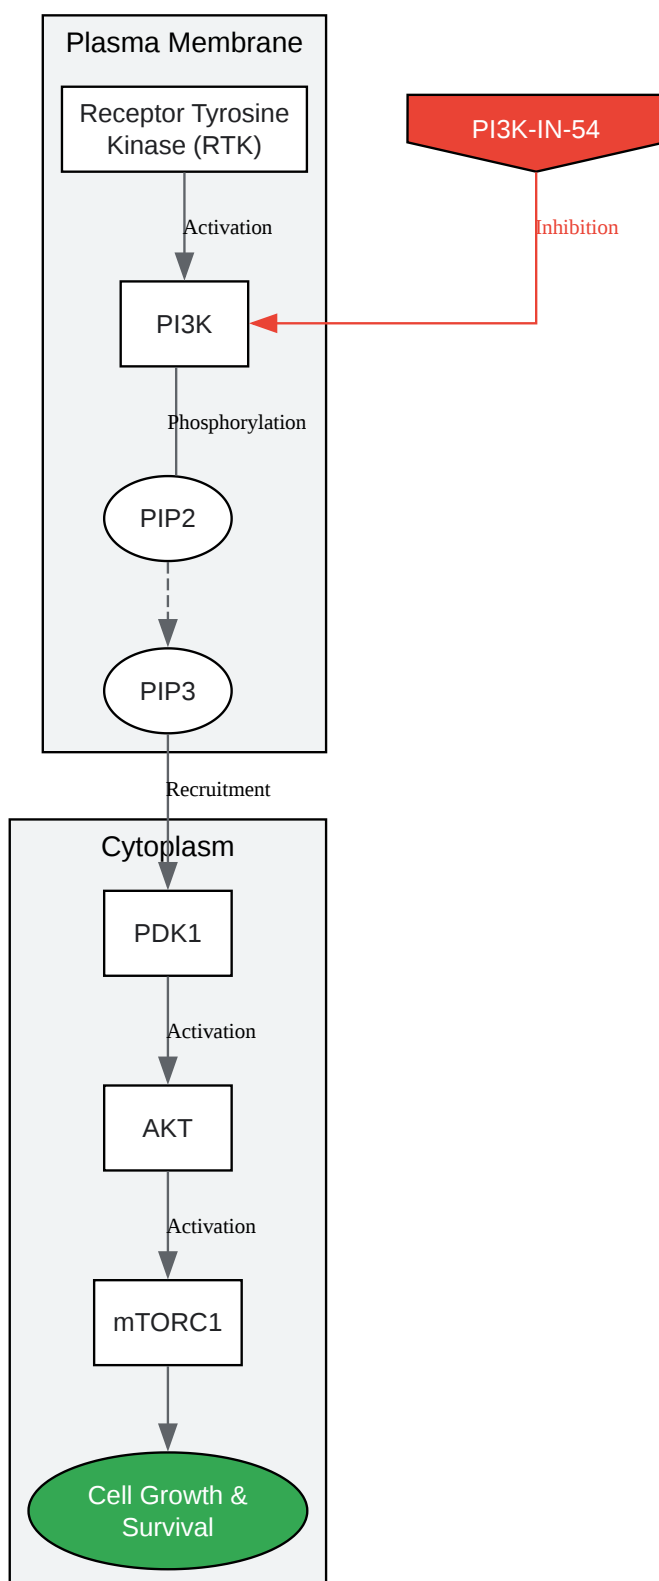 Plasma Membrane
Receptor Tyrosine
Kinase (RTK)
PI3K-IN-54
Activation
Inhibition
PI3K
Phosphorylation
PIP2
PIP3
Recruitment
Cytoplasm
PDK1
Activation
AKT
Activation
mTORC1
Cell Growth &
Survival